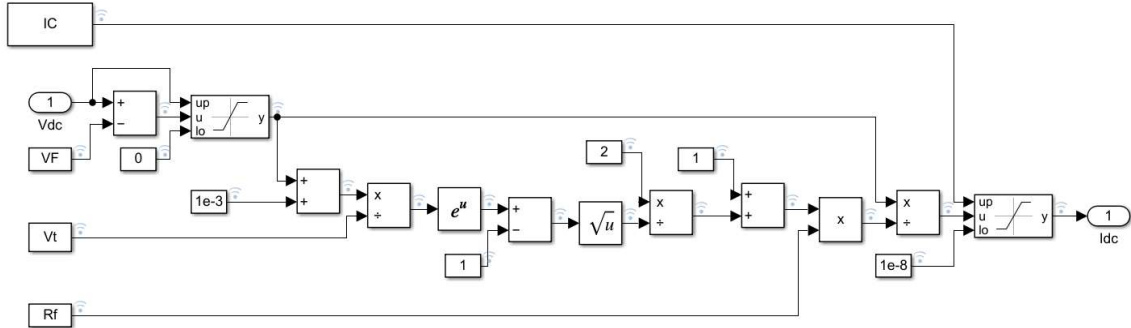 IC
1
Vdc
+
−
up
u
lo
y
VF
0
1e-3
+
+
x
÷
Vt
e^u
+
−
1
√u
2
x
÷
1
+
+
x
Rf
x
÷
1e-8
up
u
lo
y
1
Idc